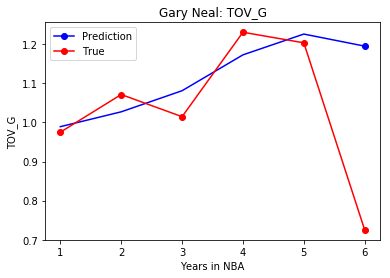 Gary Neal: TOV_G
Prediction
True
TOV_G
1.2
1.1
1.0
0.9
0.8
0.7
1 2 3 4 5 6
Years in NBA